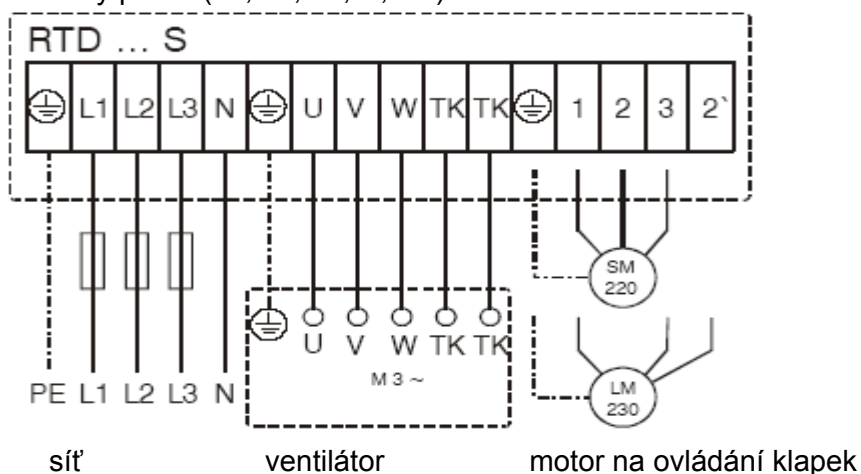 RTD ... S
L1 L2 L3 N U V W TK TK 1 2 3 2`
SM
220
U V W TK TK
M 3 ~
LM
230
PE L1 L2 L3 N
síť ventilátor motor na ovládání klapek